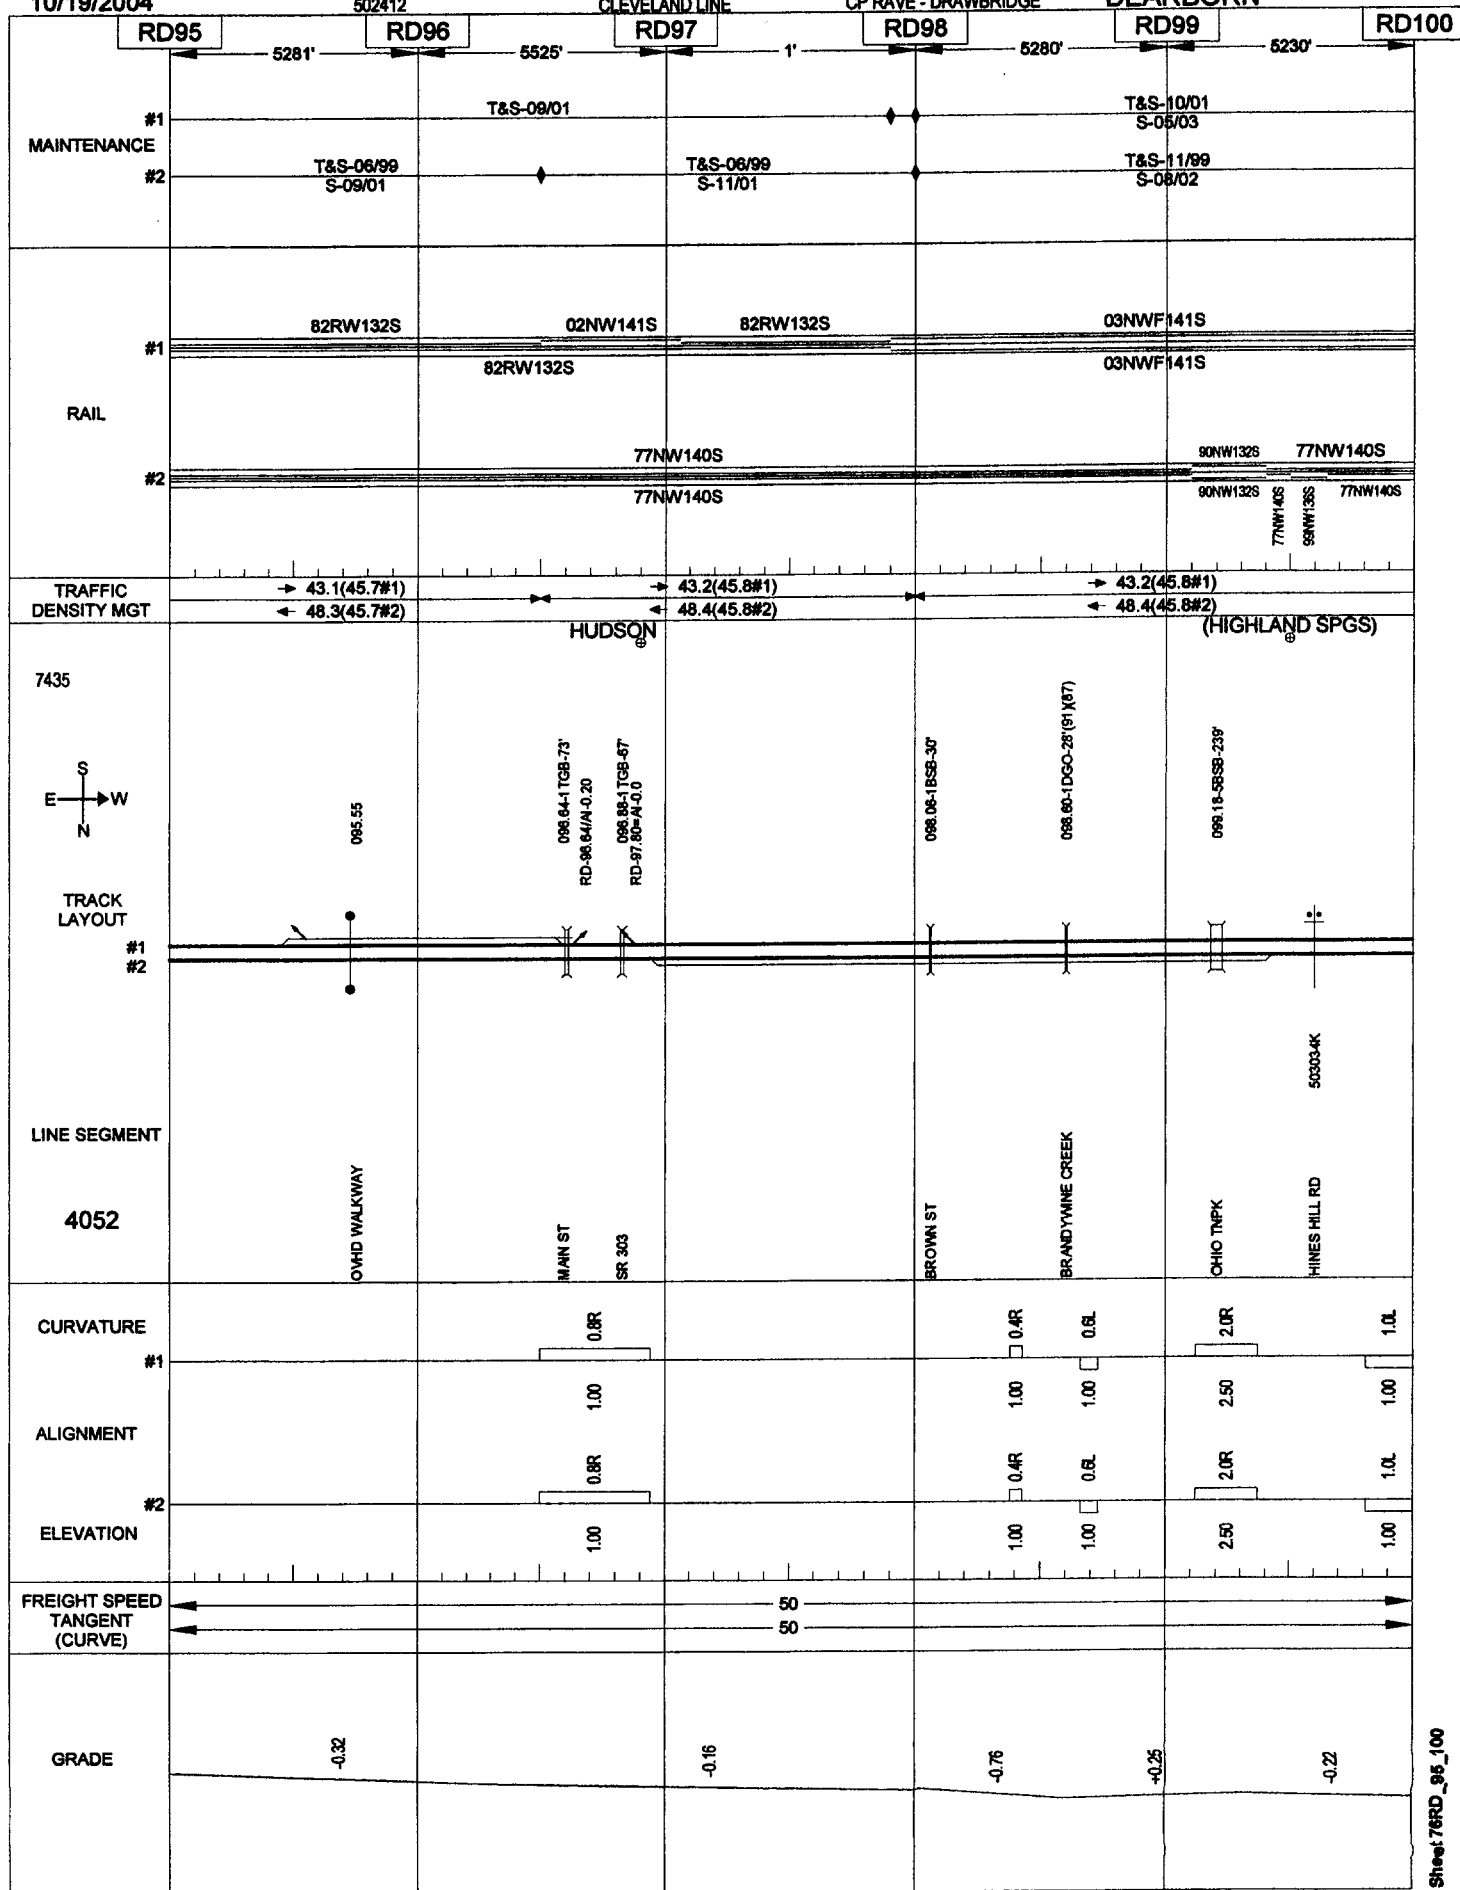 10/19/2004 502412 CLEVELAND LINE CP RAVE - DRAWBRIDGE DEARBORN
RD95 RD96 RD97 RD98 RD99 RD100
5281' 5525' 1' 5280' 5230'
MAINTENANCE
#1 T&S-09/01 T&S-10/01
S-05/03
#2 T&S-06/99 T&S-06/99 T&S-11/99
S-09/01 S-11/01 S-08/02
RAIL
82RW132S 02NW141S 82RW132S 03NWF141S
#1
82RW132S 03NWF141S
77NW140S 90NW132S 77NW140S
#2
77NW140S 90NW132S 77NW140S 99NW136S 77NW140S
TRAFFIC DENSITY MGT
43.1(45.7#1) 43.2(45.8#1) 43.2(45.8#1)
48.3(45.7#2) 48.4(45.8#2) 48.4(45.8#2)
HUDSON (HIGHLAND SPGS)
7435
S
E W
N
095.55
096.64-1TGB-73'
RD-96.64/AI-0.20
096.88-1TGB-67'
RD-97.80=AI-0.0
098.06-1BSB-30'
098.60-1DGO-28'(91)(87)
099.18-5BSB-239'
TRACK
LAYOUT
#1
#2
503034K
LINE SEGMENT
4052
OVHD WALKWAY
MAIN ST
SR 303
BROWN ST
BRANDYWINE CREEK
OHIO TNPK
HINES HILL RD
CURVATURE
0.8R 0.4R 0.6L 2.0R 1.0L
#1
1.00 1.00 1.00 2.50 1.00
ALIGNMENT
0.8R 0.4R 0.6L 2.0R 1.0L
#2
ELEVATION
1.00 1.00 1.00 2.50 1.00
FREIGHT SPEED
TANGENT
(CURVE)
50
50
GRADE
-0.32 -0.16 -0.76 +0.25 -0.22
Sheet 76RD_95_100